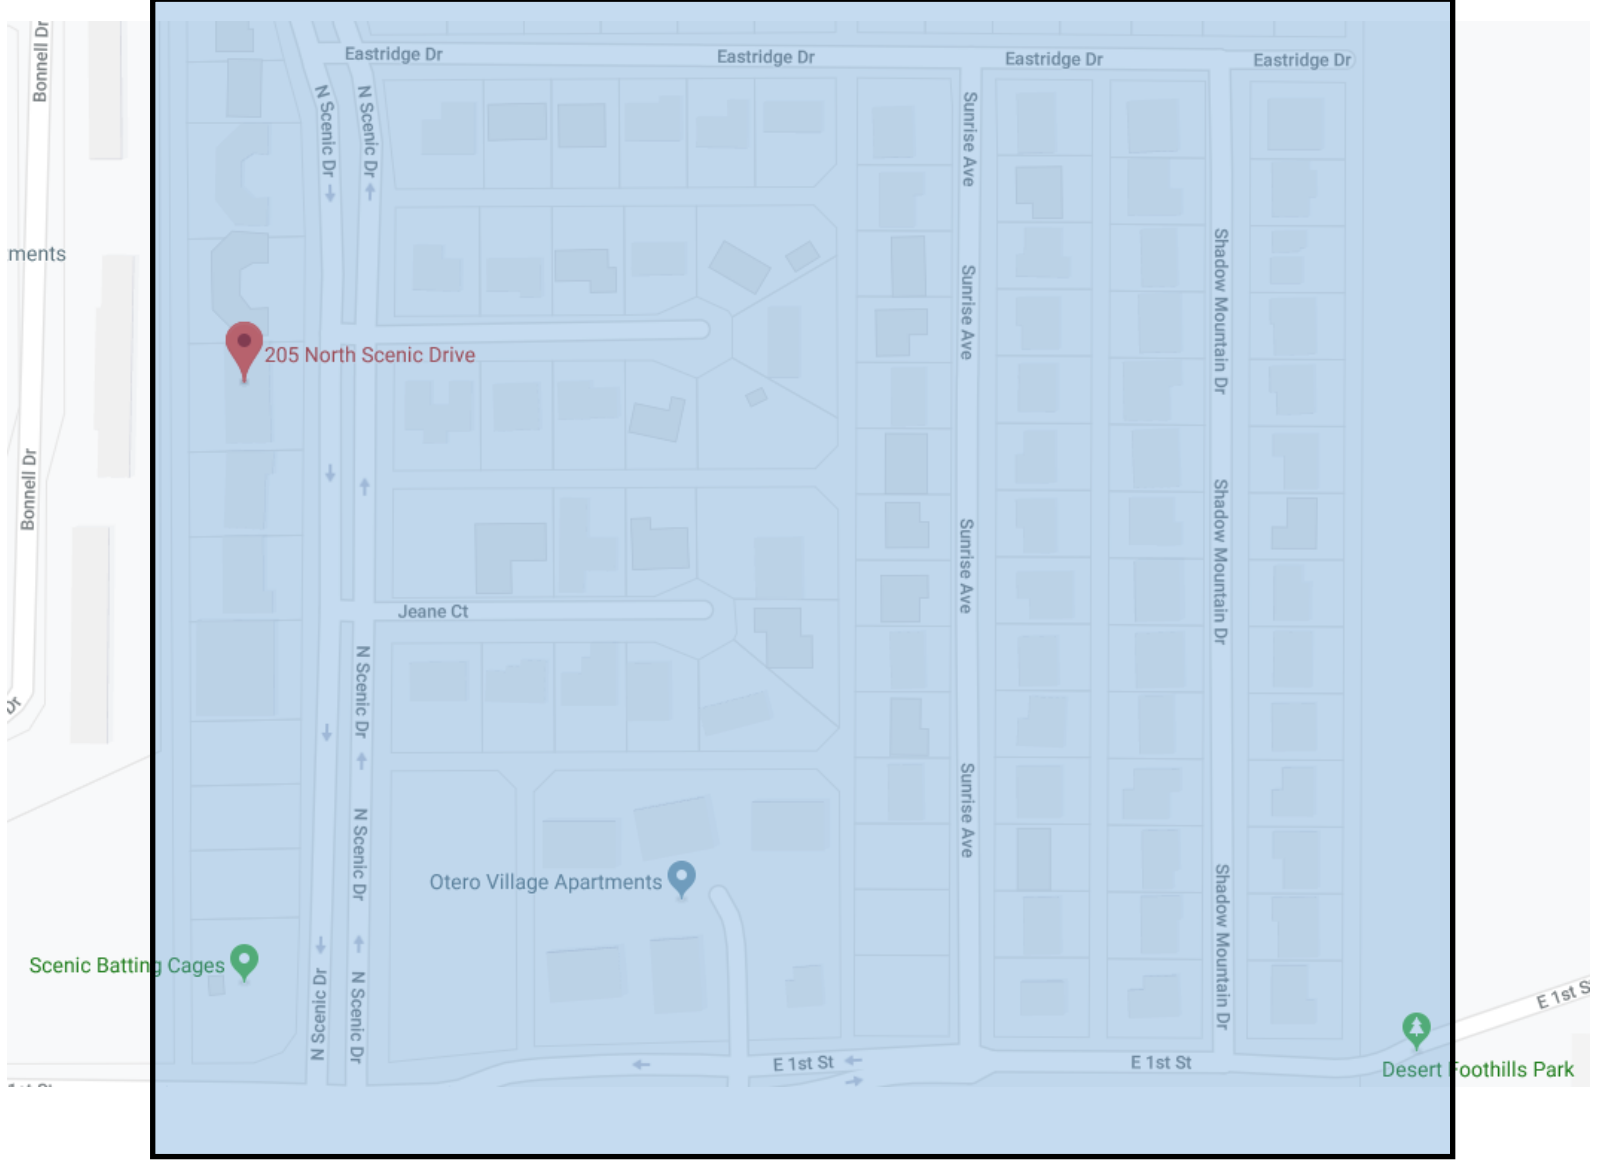 Bonnell Dr
Eastridge Dr
Eastridge Dr
Eastridge Dr
Eastridge Dr
N Scenic Dr
N Scenic Dr
Sunrise Ave
ments
Shadow Mountain Dr
Sunrise Ave
205 North Scenic Drive
Bonnell Dr
Shadow Mountain Dr
Sunrise Ave
Jeane Ct
N Scenic Dr
Dr
Sunrise Ave
N Scenic Dr
Otero Village Apartments
Shadow Mountain Dr
Scenic Batting Cages
N Scenic Dr
N Scenic Dr
E 1st S
E 1st St
E 1st St
Desert Foothills Park